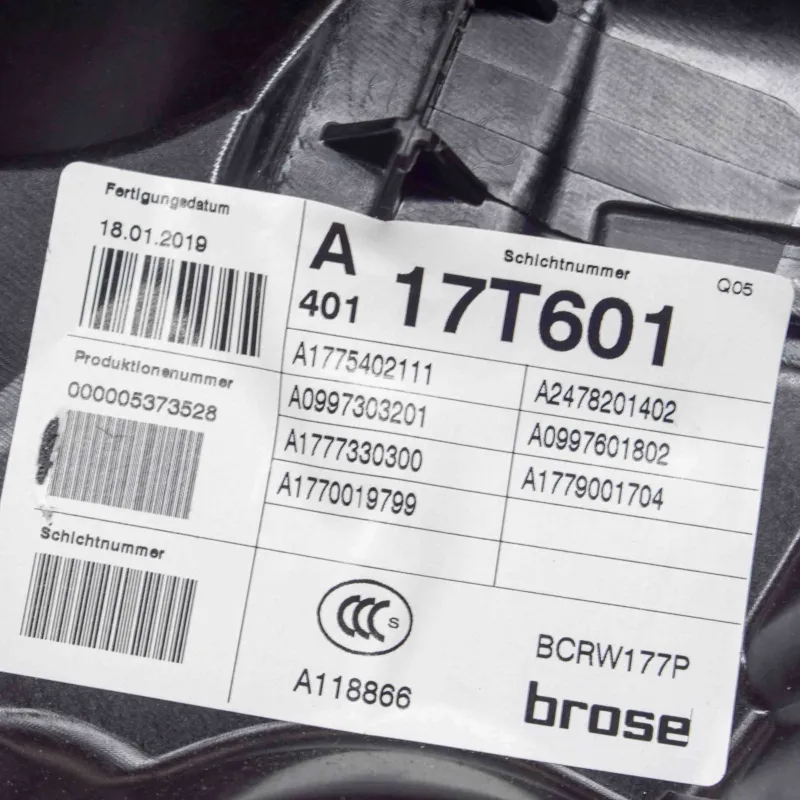 Fertigungsdatum
18.01.2019
Produktionsnummer
000005373528
Schichtnummer
A
401
Schichtnummer
17T601
Q05
A1775402111
A2478201402
A0997303201
A0997601802
A1777330300
A1779001704
A1770019799
CCC S
A118866
BCRW177P
brose